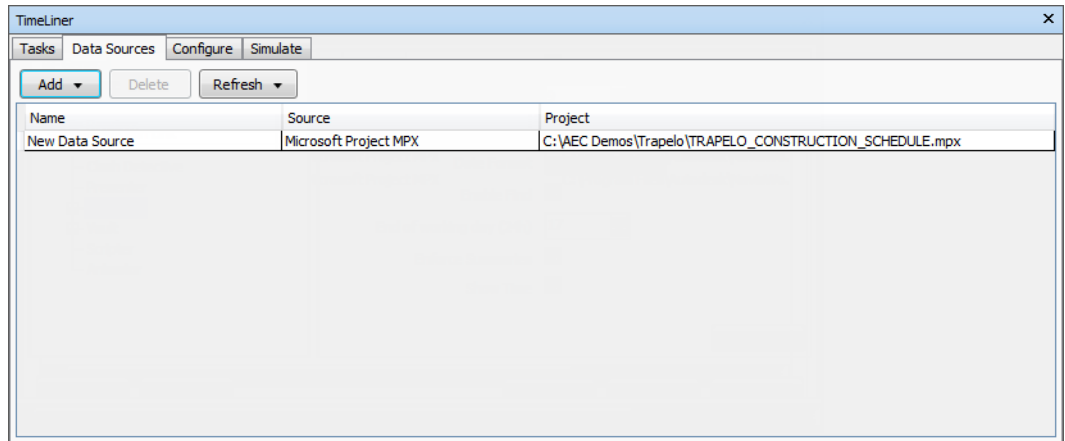 TimeLiner
Tasks Data Sources Configure Simulate
Add Delete Refresh
Name Source Project
New Data Source Microsoft Project MPX C:\AEC Demos\Trapelo\TRAPELO_CONSTRUCTION_SCHEDULE.mpx